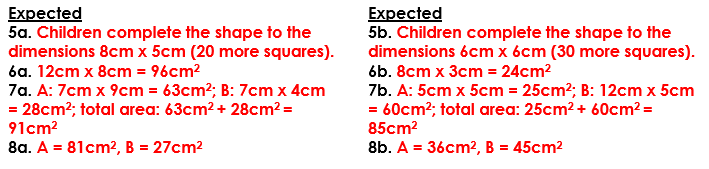 Expected
5a. Children complete the shape to the
dimensions 8cm x 5cm (20 more squares).
6a. 12cm x 8cm = 96cm²
7a. A: 7cm x 9cm = 63cm²; B: 7cm x 4cm
= 28cm²; total area: 63cm² + 28cm² =
91cm²
8a. A = 81cm², B = 27cm²
Expected
5b. Children complete the shape to the
dimensions 6cm x 6cm (30 more squares).
6b. 8cm x 3cm = 24cm²
7b. A: 5cm x 5cm = 25cm²; B: 12cm x 5cm
= 60cm²; total area: 25cm² + 60cm² =
85cm²
8b. A = 36cm², B = 45cm²